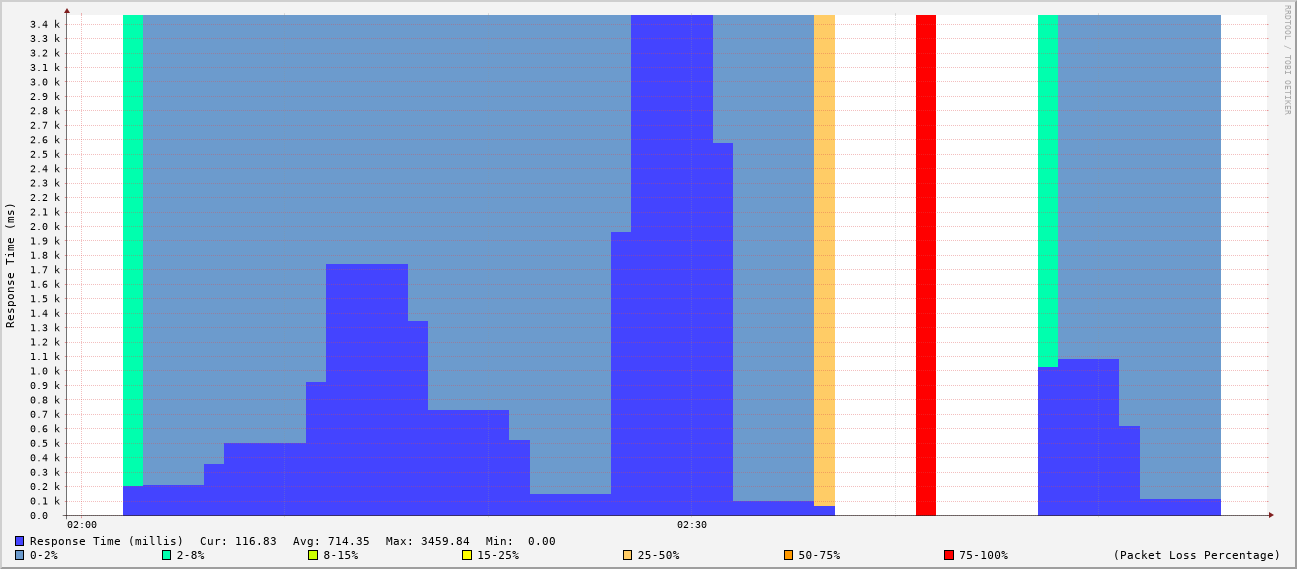 RRDTOOL / TOBI OETIKER
Response Time (ms)
3.4 k
3.3 k
3.2 k
3.1 k
3.0 k
2.9 k
2.8 k
2.7 k
2.6 k
2.5 k
2.4 k
2.3 k
2.2 k
2.1 k
2.0 k
1.9 k
1.8 k
1.7 k
1.6 k
1.5 k
1.4 k
1.3 k
1.2 k
1.1 k
1.0 k
0.9 k
0.8 k
0.7 k
0.6 k
0.5 k
0.4 k
0.3 k
0.2 k
0.1 k
0.0
02:00 02:30
Response Time (millis) Cur: 116.83 Avg: 714.35 Max: 3459.84 Min: 0.00
0-2% 2-8% 8-15% 15-25% 25-50% 50-75% 75-100% (Packet Loss Percentage)